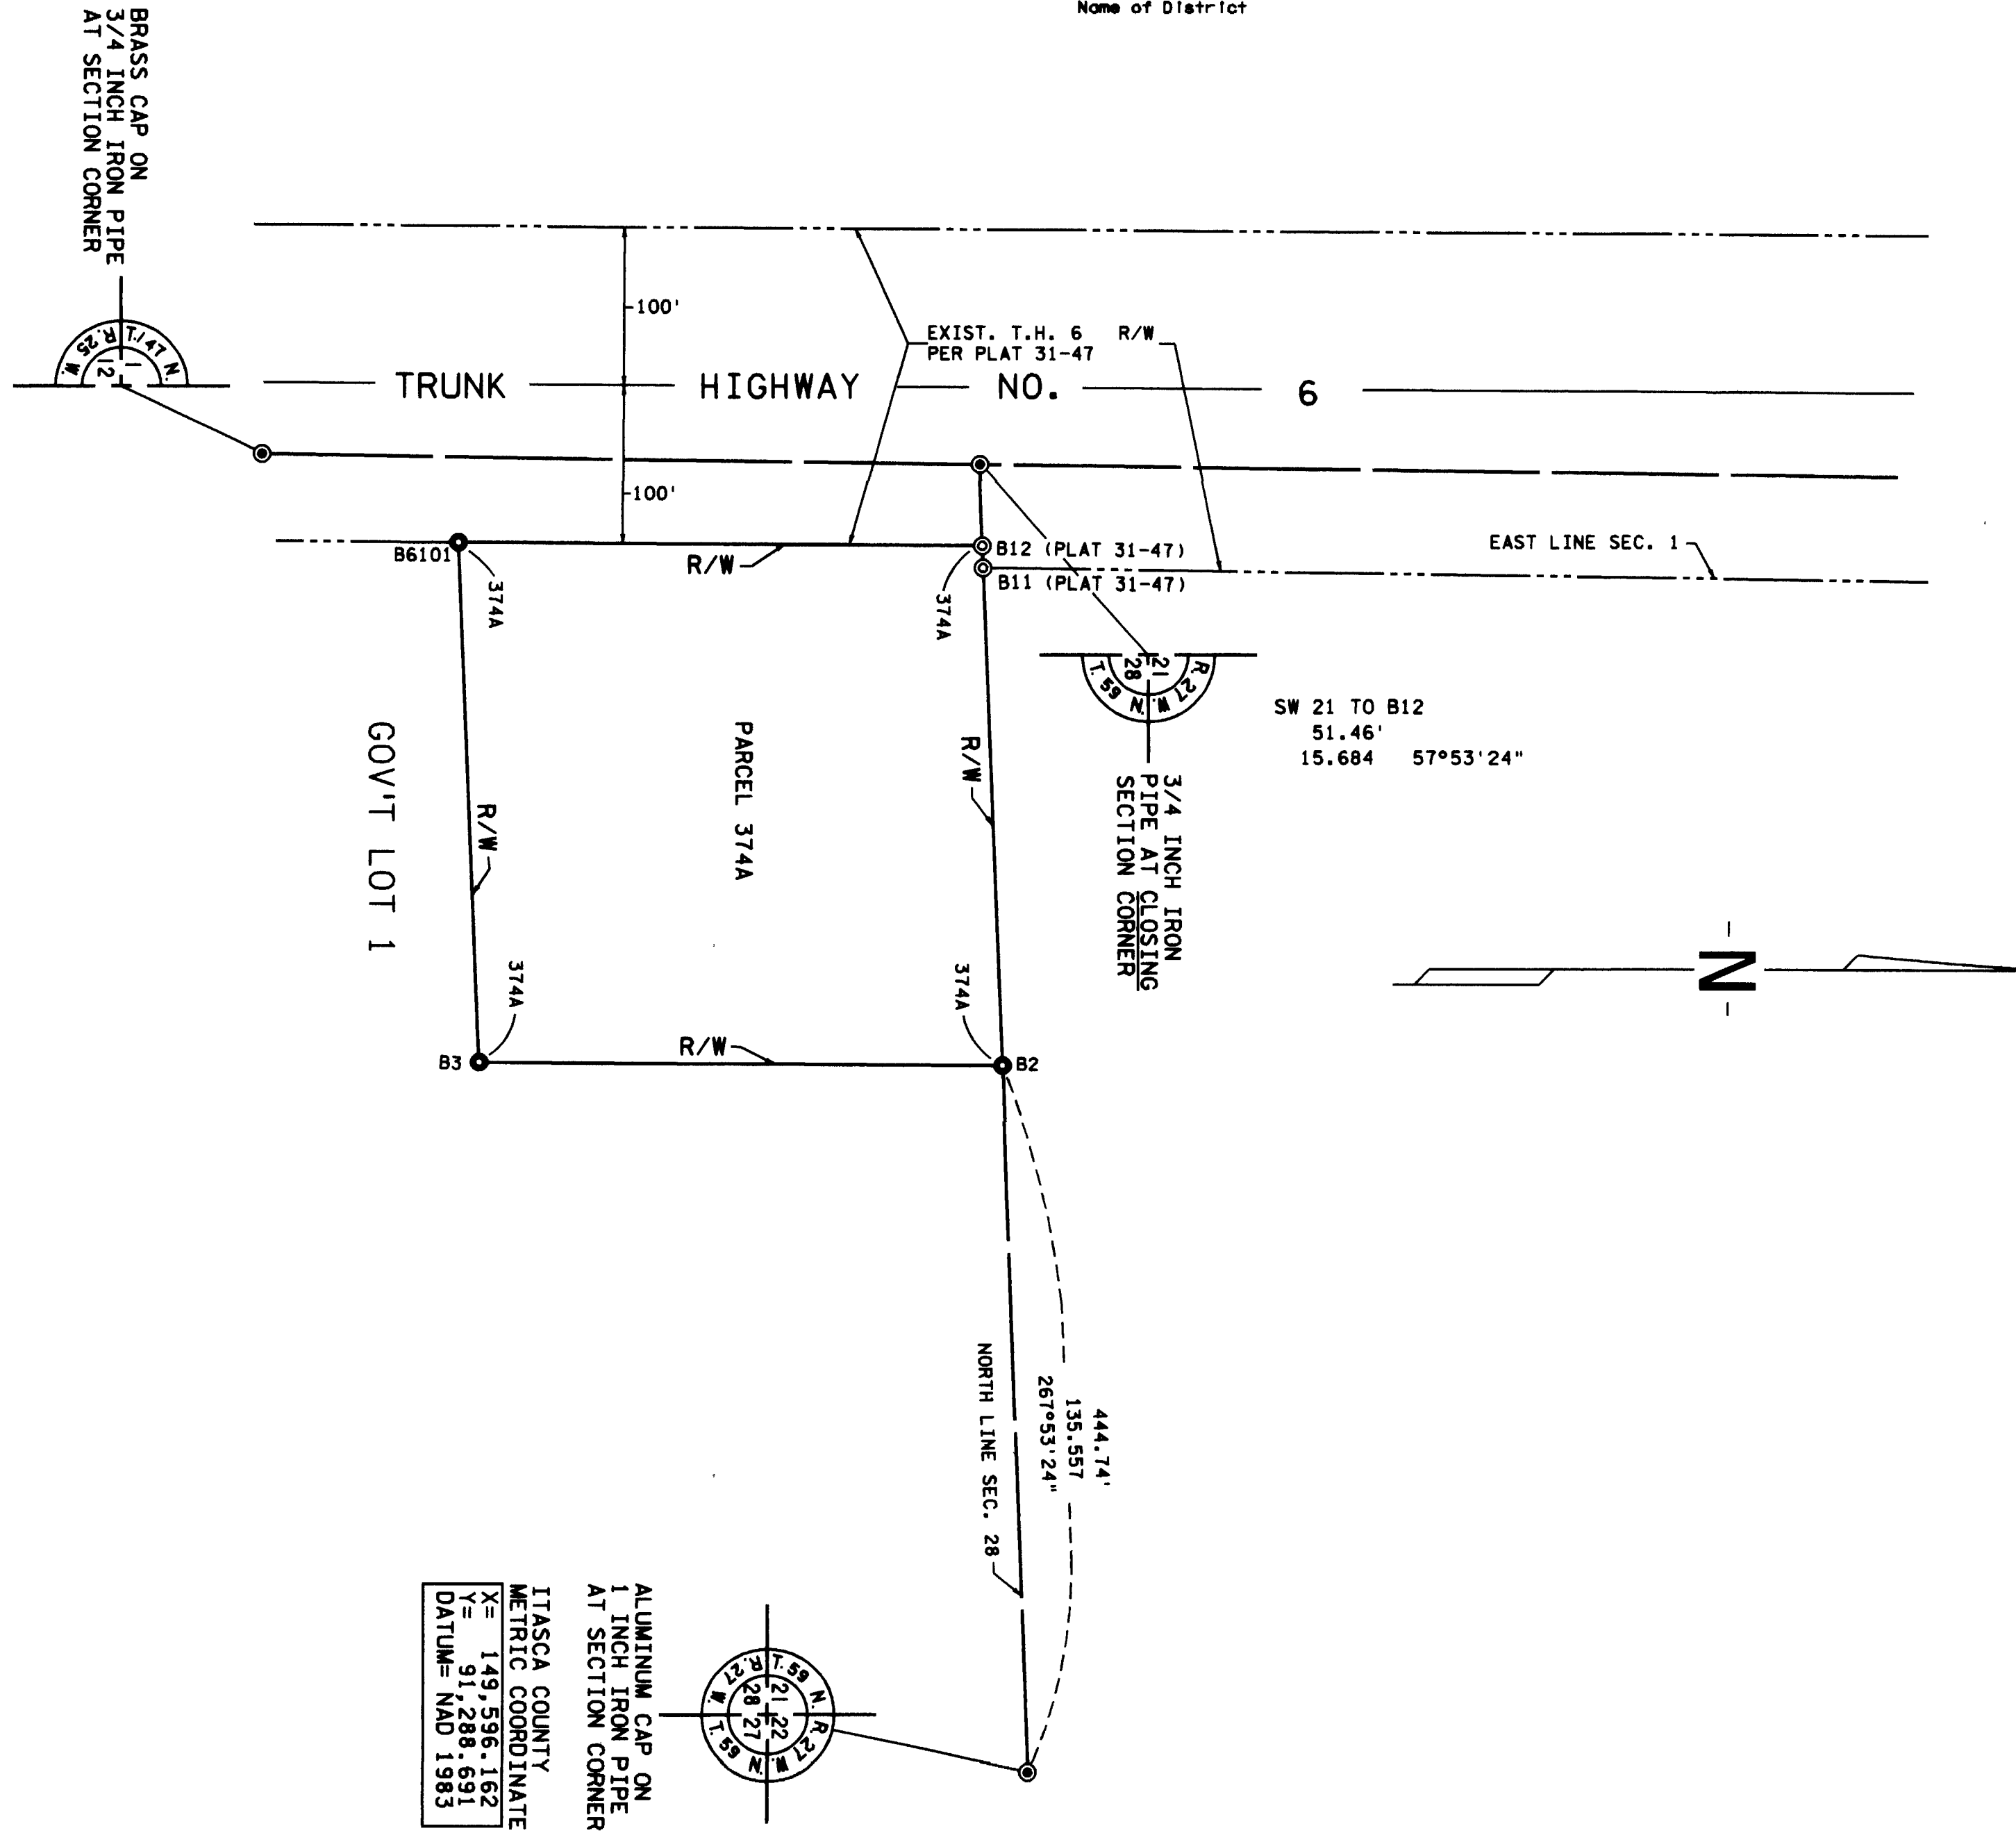 Name of District
BRASS CAP ON
3/4 INCH IRON PIPE
AT SECTION CORNER
T.147 N.
R. 25 W.
1
12
100'
EXIST. T.H. 6 R/W
PER PLAT 31-47
TRUNK HIGHWAY NO. 6
100'
B6101
R/W
B12 (PLAT 31-47)
B11 (PLAT 31-47)
EAST LINE SEC. 1
374A
374A
21
28
R. 27 W.
T. 59 N.
SW 21 TO B12
51.46'
15.684 57°53'24"
3/4 INCH IRON
PIPE AT CLOSING
SECTION CORNER
GOV'T LOT 1
R/W
PARCEL 374A
R/W
N
374A
374A
B3
R/W
B2
444.74'
135.557
267°53'24"
NORTH LINE SEC. 28
ALUMINUM CAP ON
1 INCH IRON PIPE
AT SECTION CORNER
T. 59 N. R. 27 W.
T. 59 N. R. 27 W.
21 22
28 27
ITASCA COUNTY
METRIC COORDINATE
X= 149,596.162
Y= 91,288.691
DATUM= NAD 1983